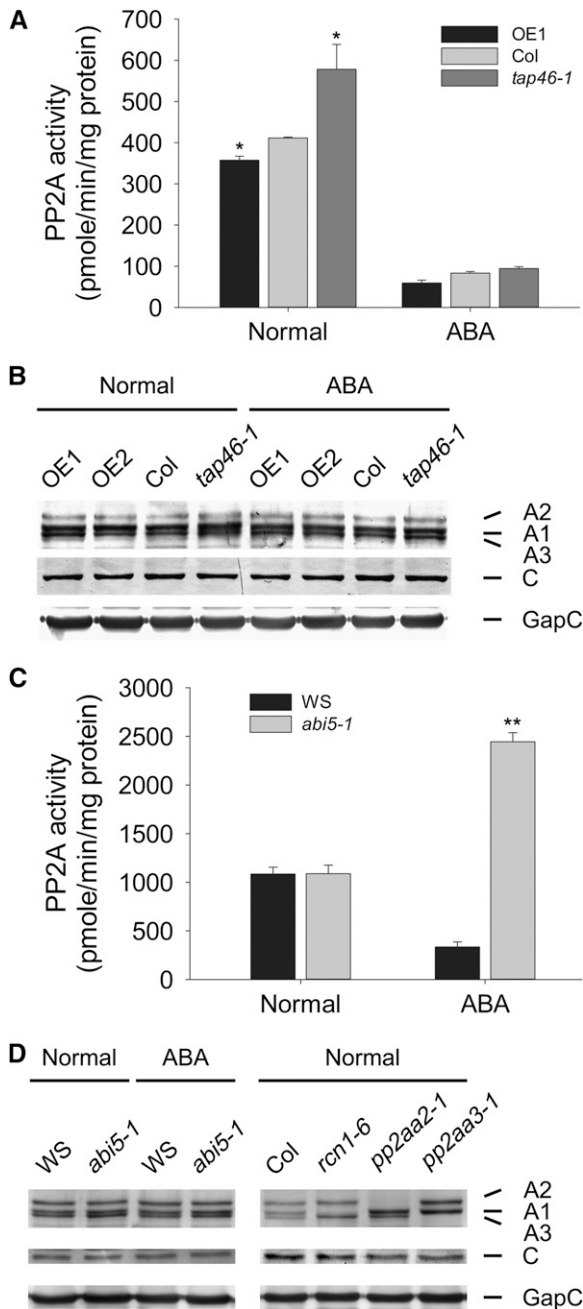 A
PP2A activity
(pmole/min/mg protein)
700
600
500
400
300
200
100
0
*
*
OE1
Col
tap46-1
Normal
ABA
B
Normal
ABA
OE1
OE2
Col
tap46-1
OE1
OE2
Col
tap46-1
A2
A1
A3
C
GapC
C
PP2A activity
(pmole/min/mg protein)
3000
2500
2000
1500
1000
500
0
WS
abi5-1
**
Normal
ABA
D
Normal
ABA
Normal
WS
abi5-1
WS
abi5-1
Col
rcn1-6
pp2aa2-1
pp2aa3-1
A2
A1
A3
C
GapC